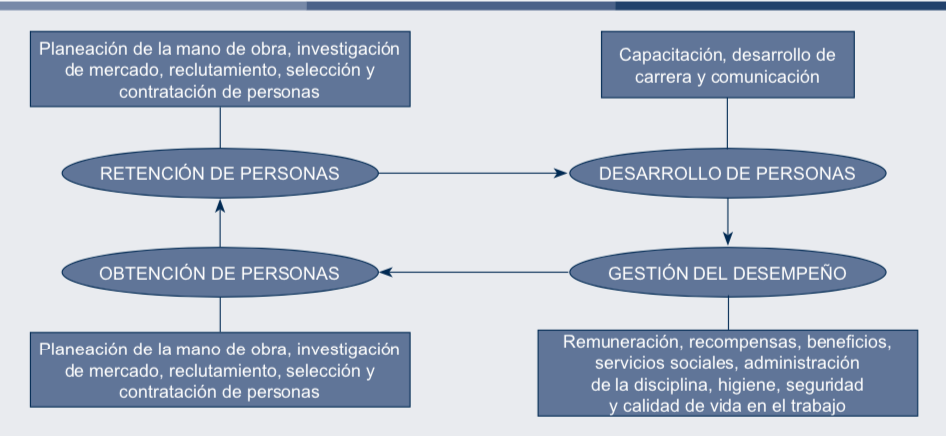 Planeación de la mano de obra, investigación
de mercado, reclutamiento, selección y
contratación de personas
Capacitación, desarrollo de
carrera y comunicación
RETENCIÓN DE PERSONAS
DESARROLLO DE PERSONAS
OBTENCIÓN DE PERSONAS
GESTIÓN DEL DESEMPEÑO
Planeación de la mano de obra, investigación
de mercado, reclutamiento, selección y
contratación de personas
Remuneración, recompensas, beneficios,
servicios sociales, administración
de la disciplina, higiene, seguridad
y calidad de vida en el trabajo